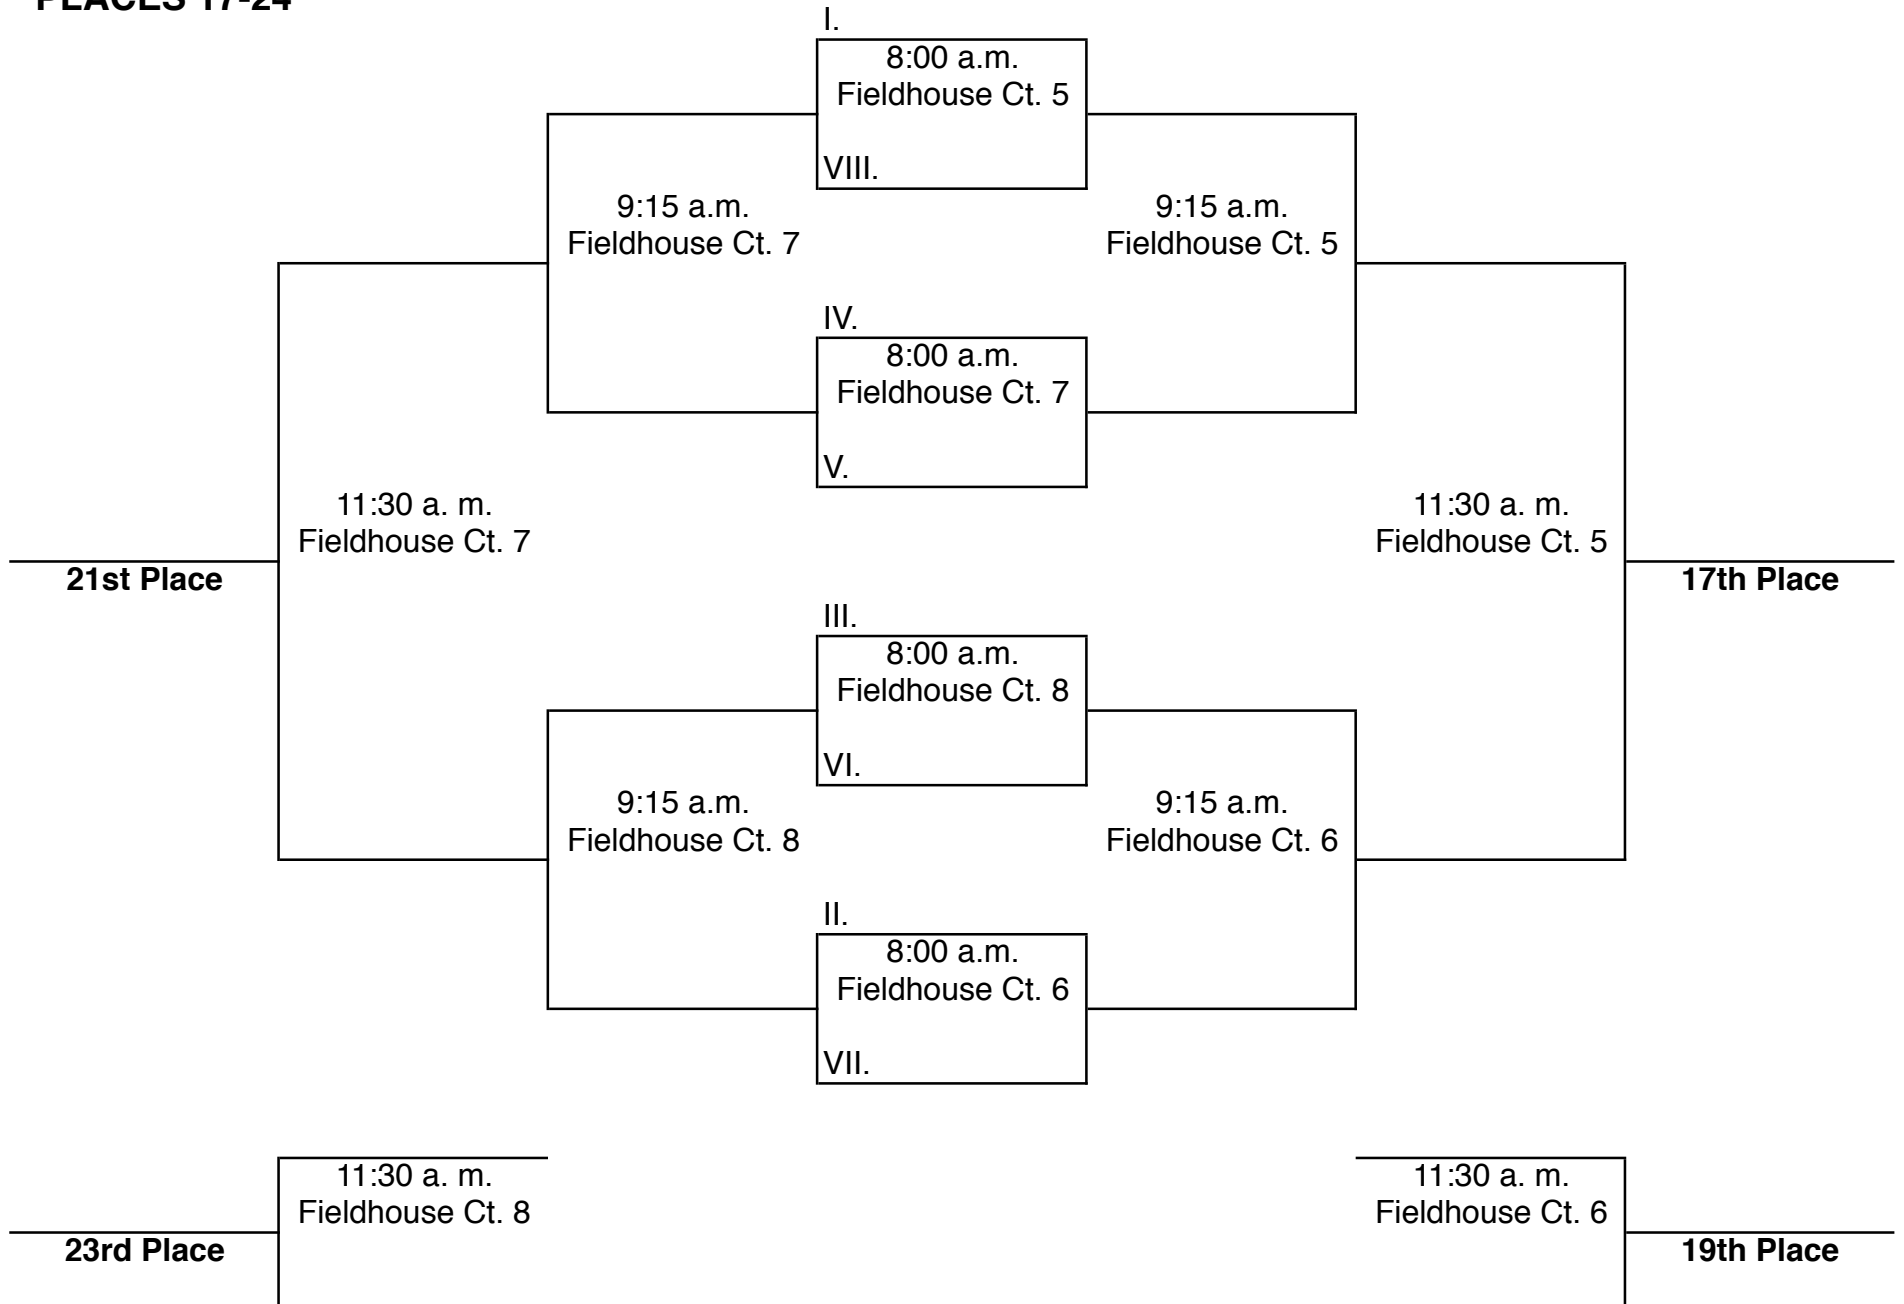 PLACES 17-24
I.
8:00 a.m.
Fieldhouse Ct. 5
VIII.
9:15 a.m.
Fieldhouse Ct. 7
9:15 a.m.
Fieldhouse Ct. 5
IV.
8:00 a.m.
Fieldhouse Ct. 7
V.
11:30 a. m.
Fieldhouse Ct. 7
11:30 a. m.
Fieldhouse Ct. 5
21st Place
17th Place
III.
8:00 a.m.
Fieldhouse Ct. 8
VI.
9:15 a.m.
Fieldhouse Ct. 8
9:15 a.m.
Fieldhouse Ct. 6
II.
8:00 a.m.
Fieldhouse Ct. 6
VII.
11:30 a. m.
Fieldhouse Ct. 8
11:30 a. m.
Fieldhouse Ct. 6
23rd Place
19th Place